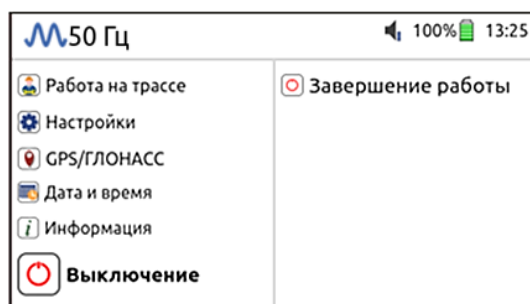 50 Гц 100% 13:25
Работа на трассе
Настройки
GPS/ГЛОНАСС
Дата и время
i Информация
Выключение
Завершение работы